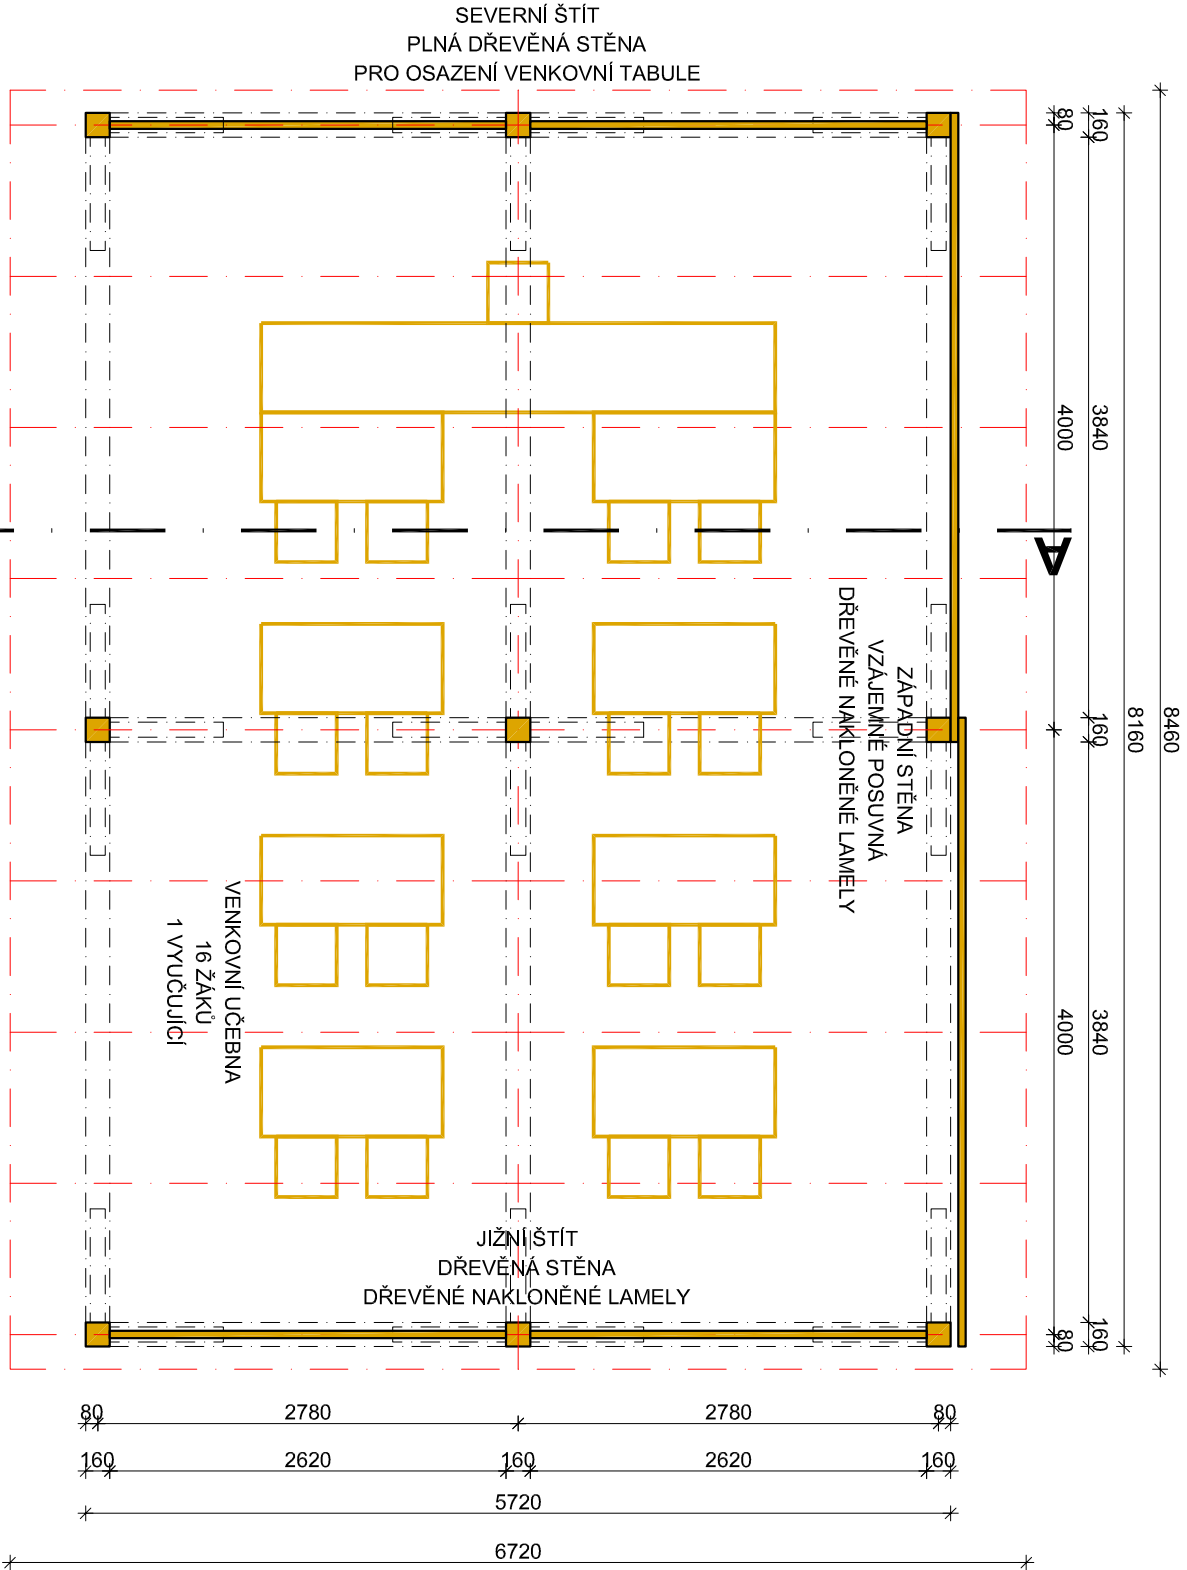 SEVERNÍ ŠTÍT
PLNÁ DŘEVĚNÁ STĚNA
PRO OSAZENÍ VENKOVNÍ TABULE
80
160
4000
3840
A
ZÁPADNÍ STĚNA
VZÁJEMNĚ POSUVNÁ
DŘEVĚNÉ NAKLONĚNÉ LAMELY
160
8160
8460
VENKOVNÍ UČEBNA
16 ŽÁKŮ
1 VYUČUJÍCÍ
4000
3840
JIŽNÍ ŠTÍT
DŘEVĚNÁ STĚNA
DŘEVĚNÉ NAKLONĚNÉ LAMELY
80
160
80 2780 2780 80
160 2620 160 2620 160
5720
6720